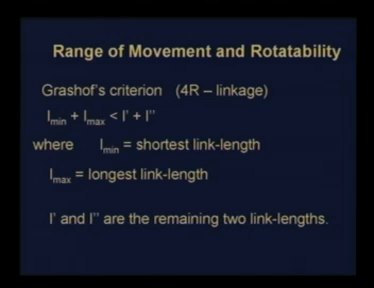 Range of Movement and Rotatability
Grashof's criterion (4R – linkage)
lmin + lmax < l' + l''
where lmin = shortest link-length
lmax = longest link-length
l' and l'' are the remaining two link-lengths.